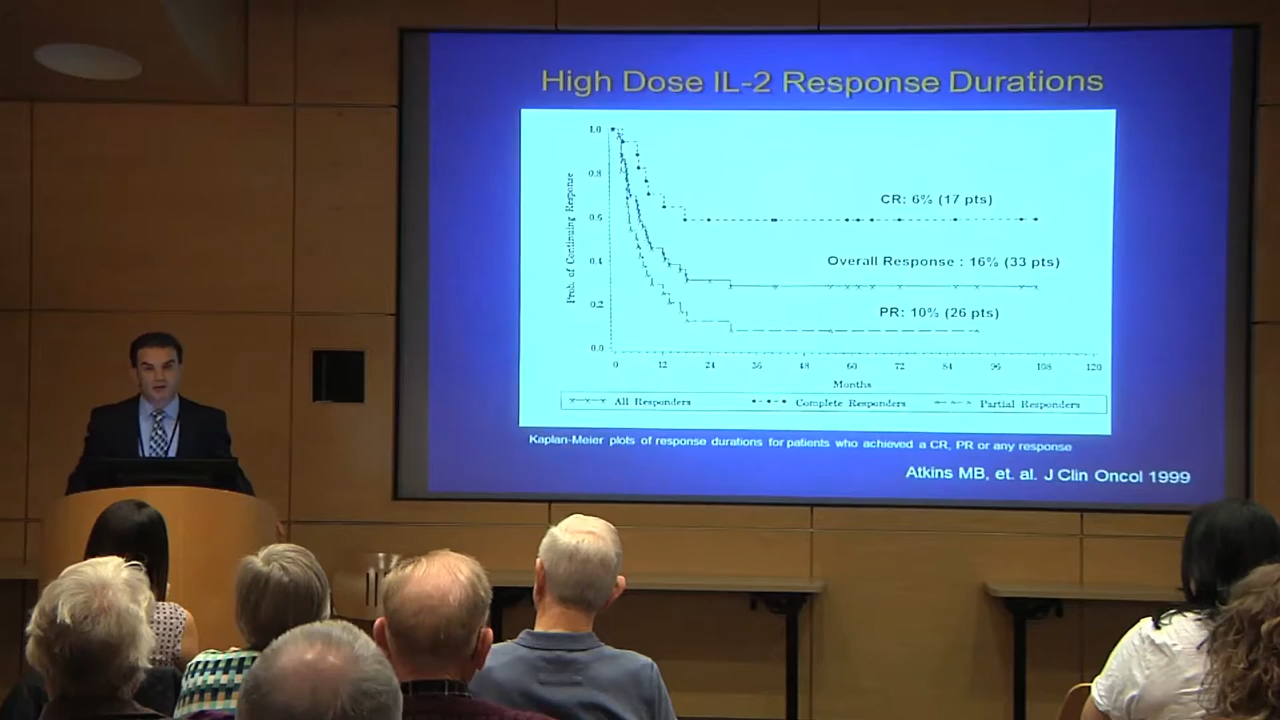 High Dose IL-2 Response Durations
1.0
0.8
0.6
0.4
0.2
0.0
Prob. of Continuing Response
CR: 6% (17 pts)
Overall Response : 16% (33 pts)
PR: 10% (26 pts)
0 12 24 36 48 60 72 84 96 108 120
Months
All Responders Complete Responders Partial Responders
Kaplan-Meier plots of response durations for patients who achieved a CR, PR or any response
Atkins MB, et. al. J Clin Oncol 1999